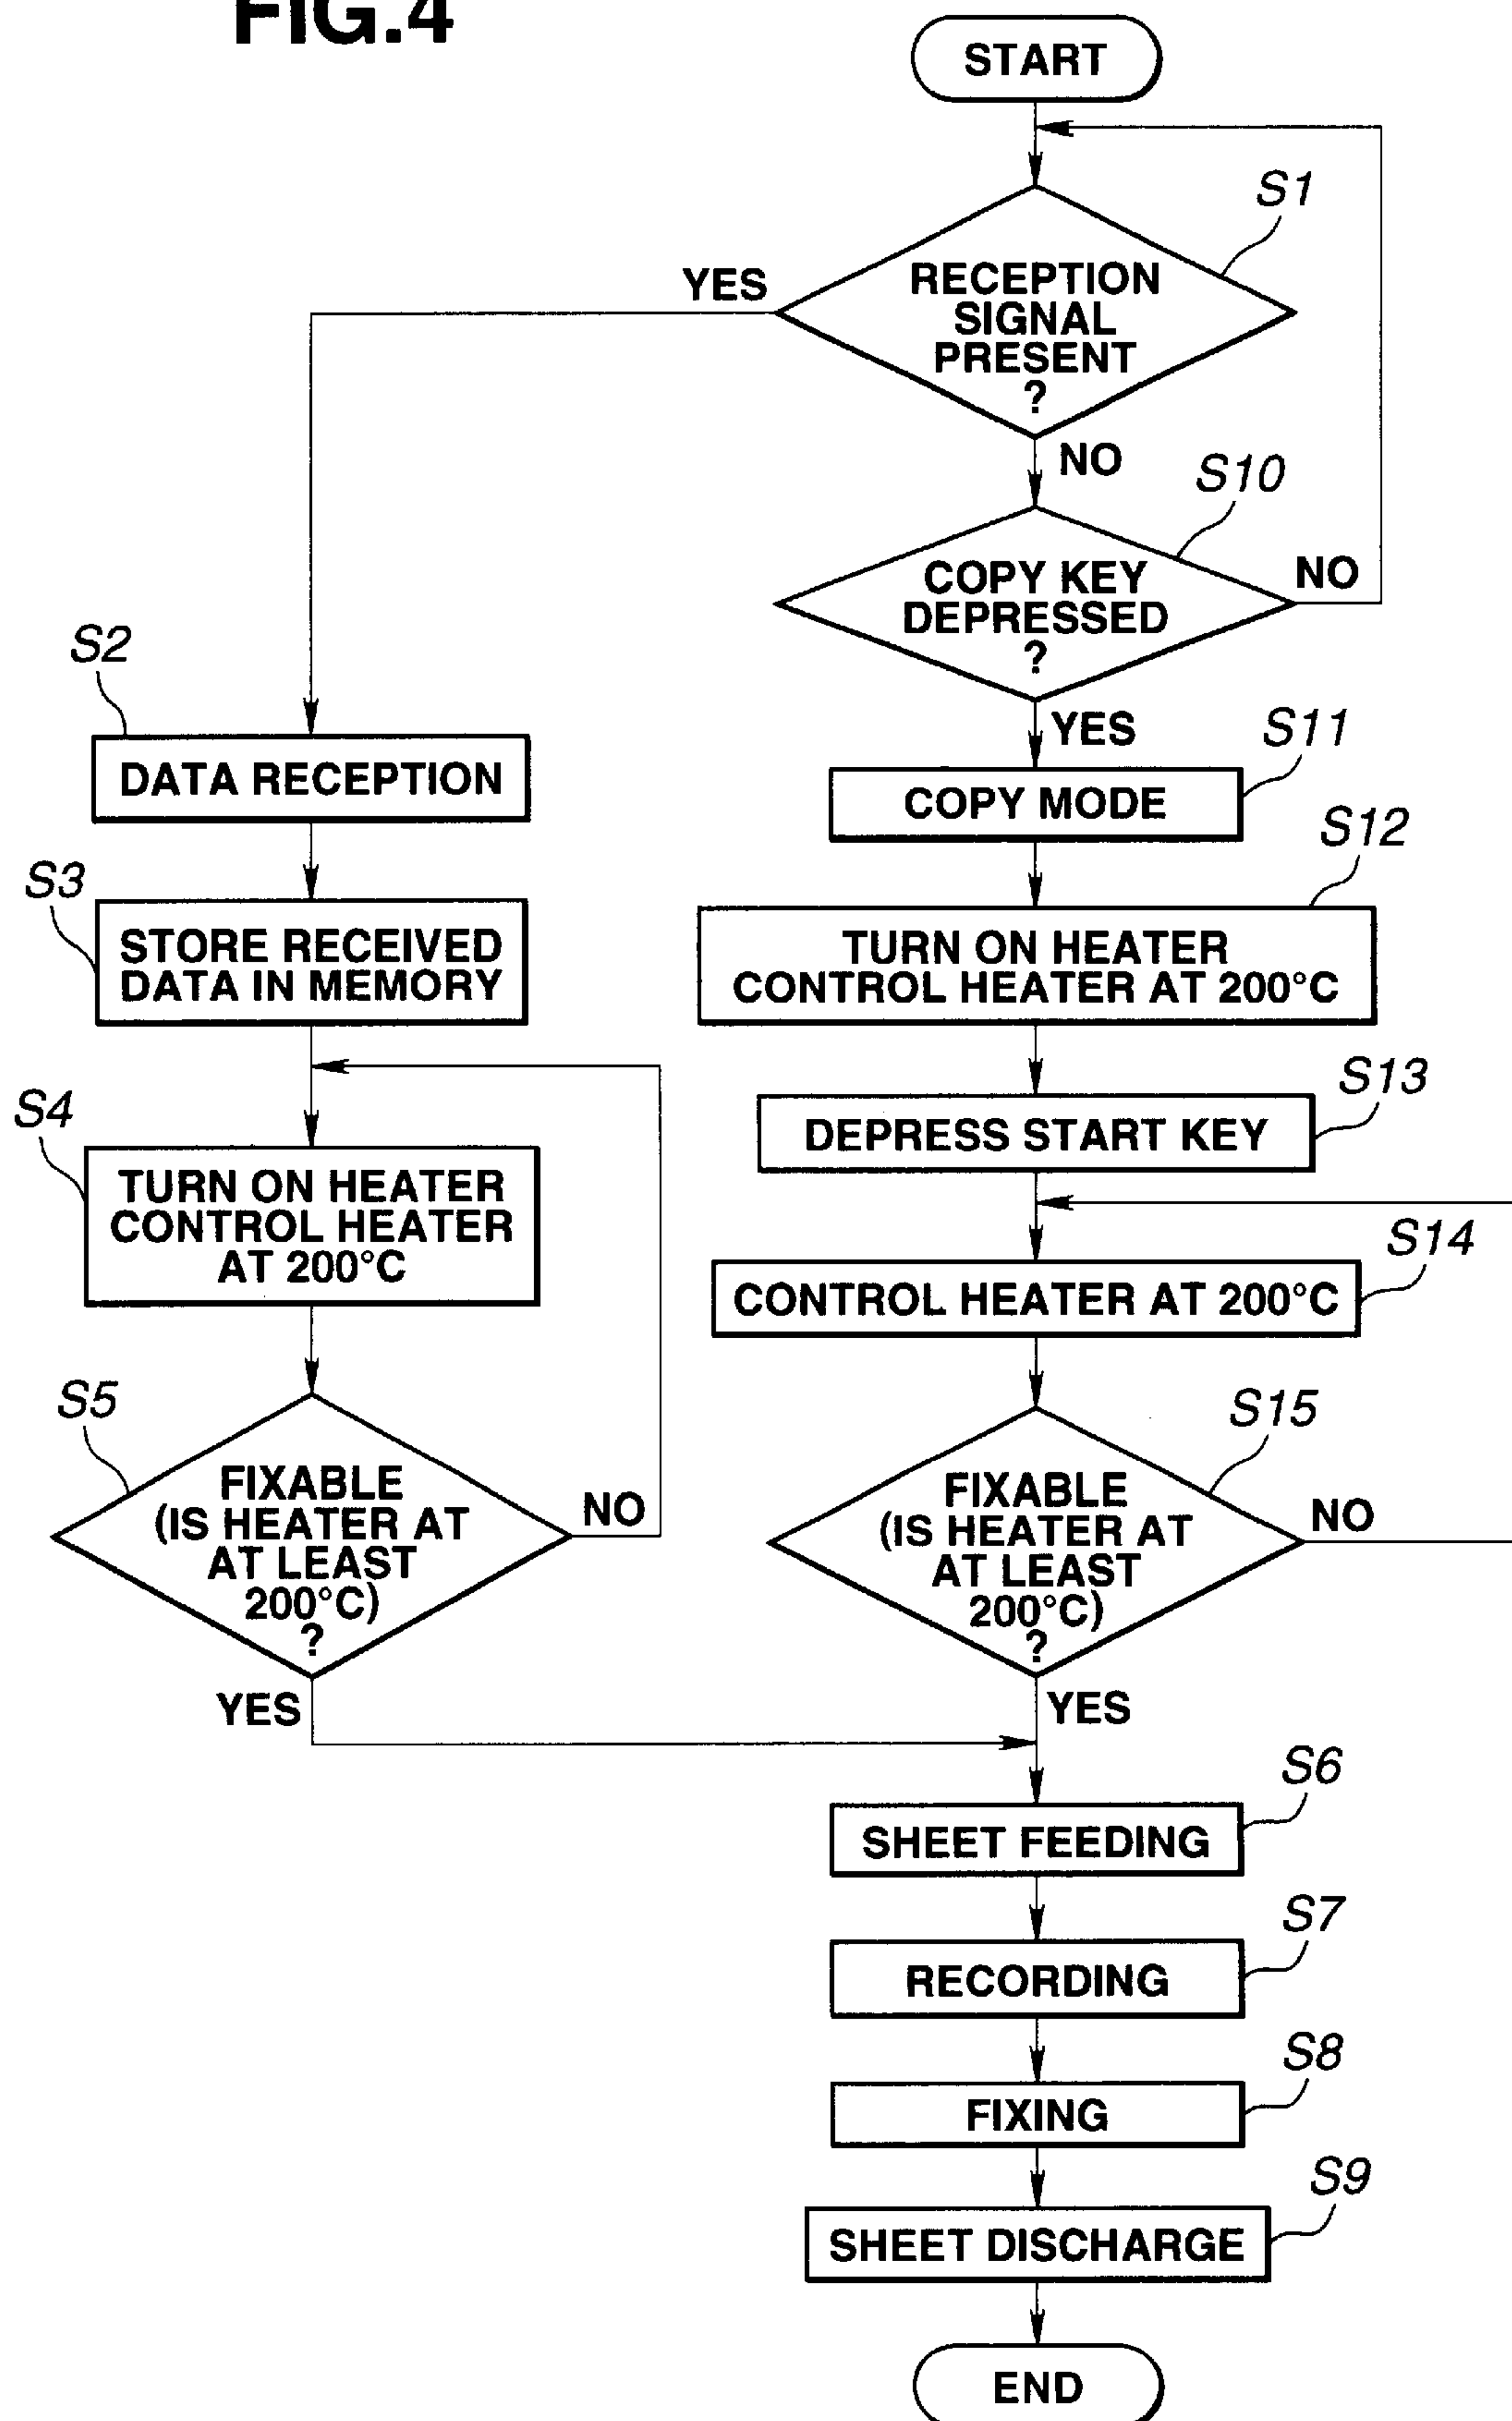 FIG.4
START
S1
RECEPTION
SIGNAL
PRESENT
?
YES
NO
S10
COPY KEY
DEPRESSED
?
NO
YES
S2
DATA RECEPTION
S3
STORE RECEIVED
DATA IN MEMORY
S4
TURN ON HEATER
CONTROL HEATER
AT 200°C
S5
FIXABLE
(IS HEATER AT
AT LEAST
200°C)
?
NO
YES
S11
COPY MODE
S12
TURN ON HEATER
CONTROL HEATER AT 200°C
S13
DEPRESS START KEY
S14
CONTROL HEATER AT 200°C
S15
FIXABLE
(IS HEATER AT
AT LEAST
200°C)
?
NO
YES
S6
SHEET FEEDING
S7
RECORDING
S8
FIXING
S9
SHEET DISCHARGE
END